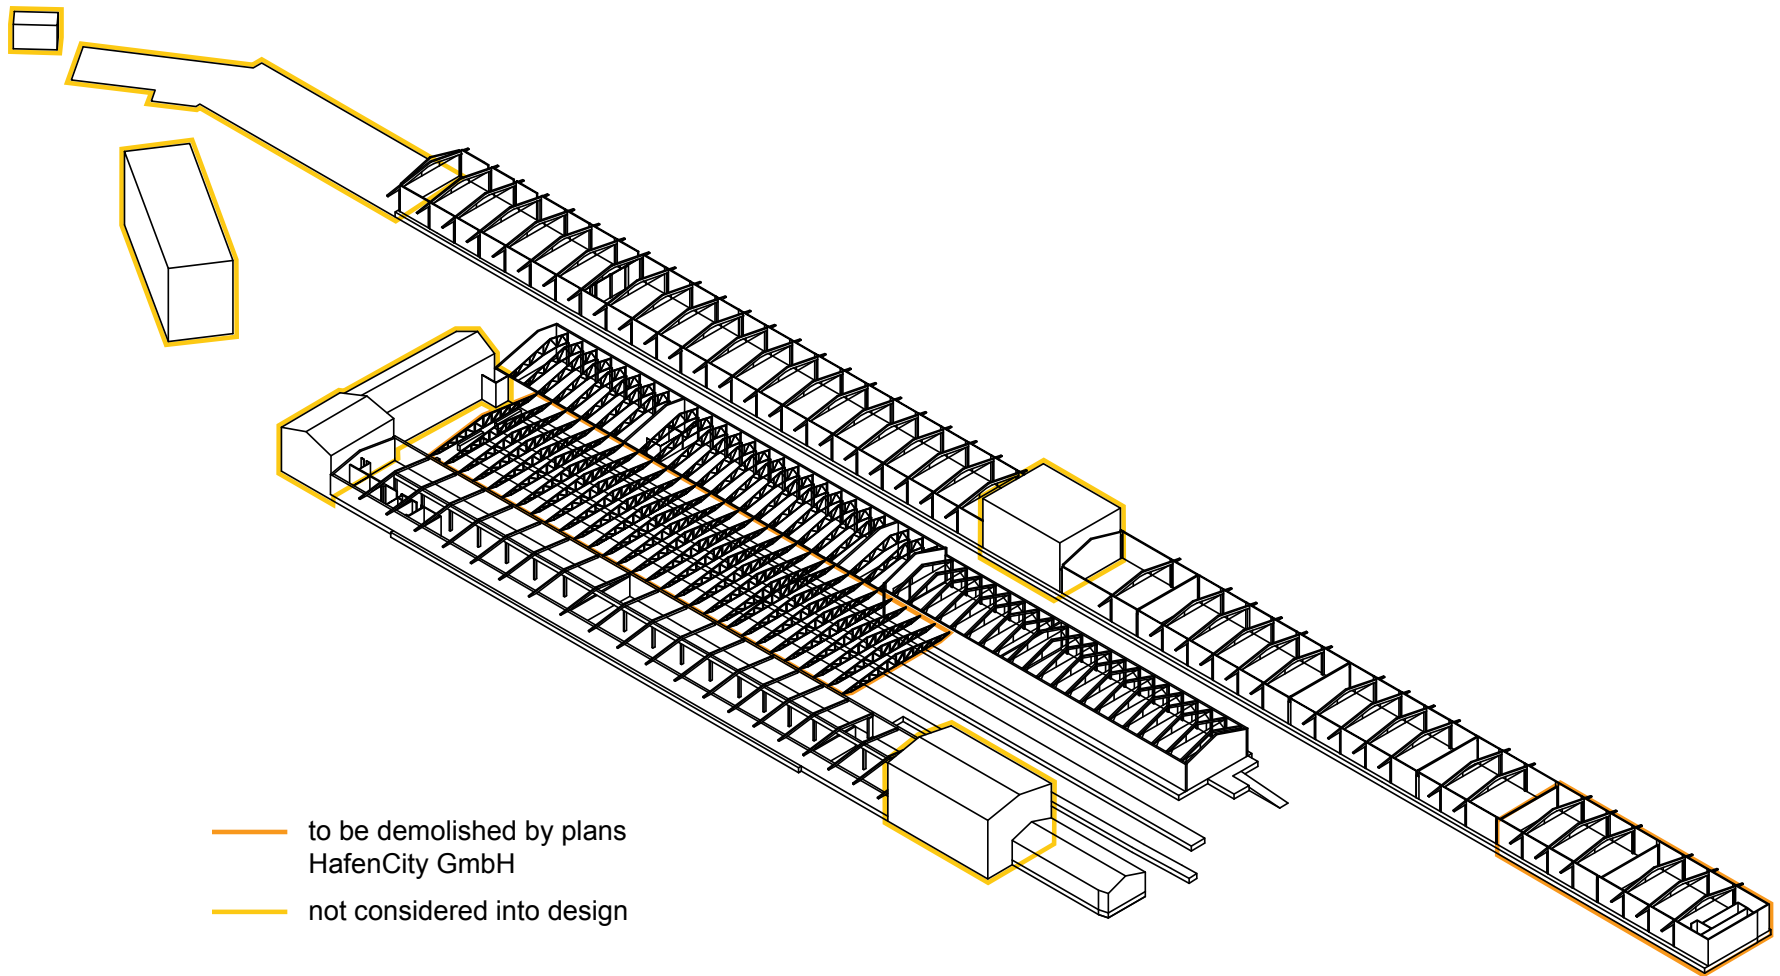 to be demolished by plans
HafenCity GmbH
not considered into design